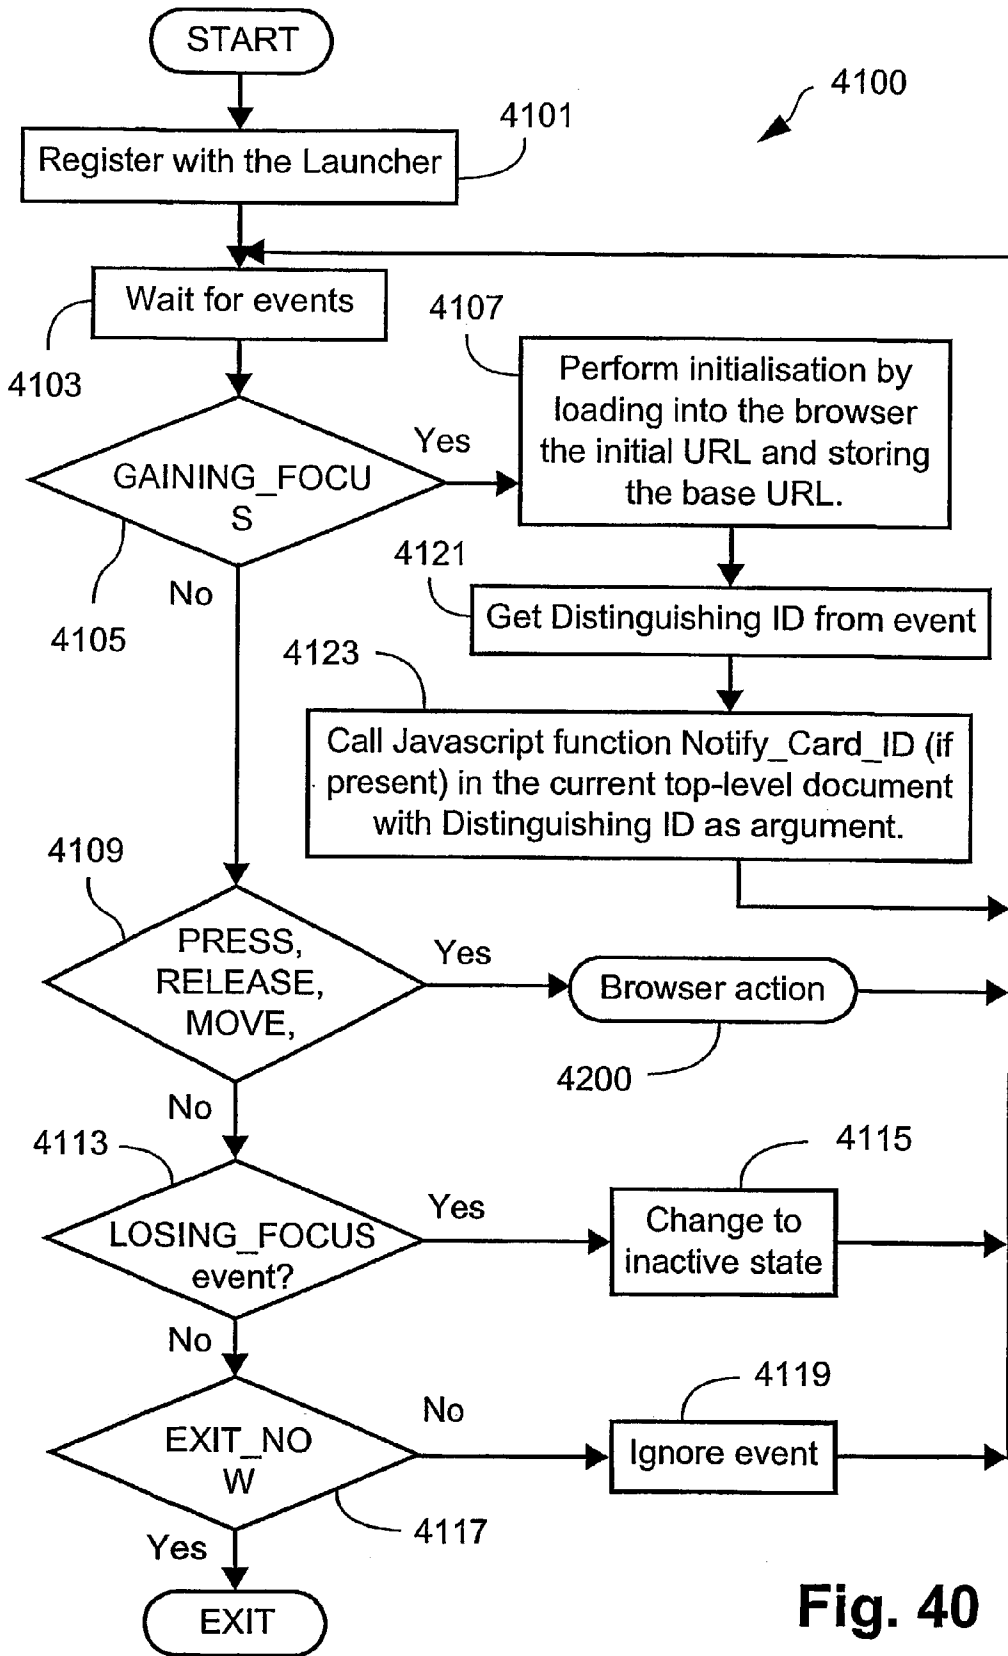 START
4100
4101
Register with the Launcher
Wait for events
4103
4107
Perform initialisation by
loading into the browser
the initial URL and storing
the base URL.
GAINING_FOCU
S
Yes
No
4105
4121
Get Distinguishing ID from event
4123
Call Javascript function Notify_Card_ID (if
present) in the current top-level document
with Distinguishing ID as argument.
4109
PRESS,
RELEASE,
MOVE,
Yes
Browser action
4200
No
4113
LOSING_FOCUS
event?
Yes
4115
Change to
inactive state
No
EXIT_NO
W
No
4119
Ignore event
4117
Yes
EXIT
Fig. 40